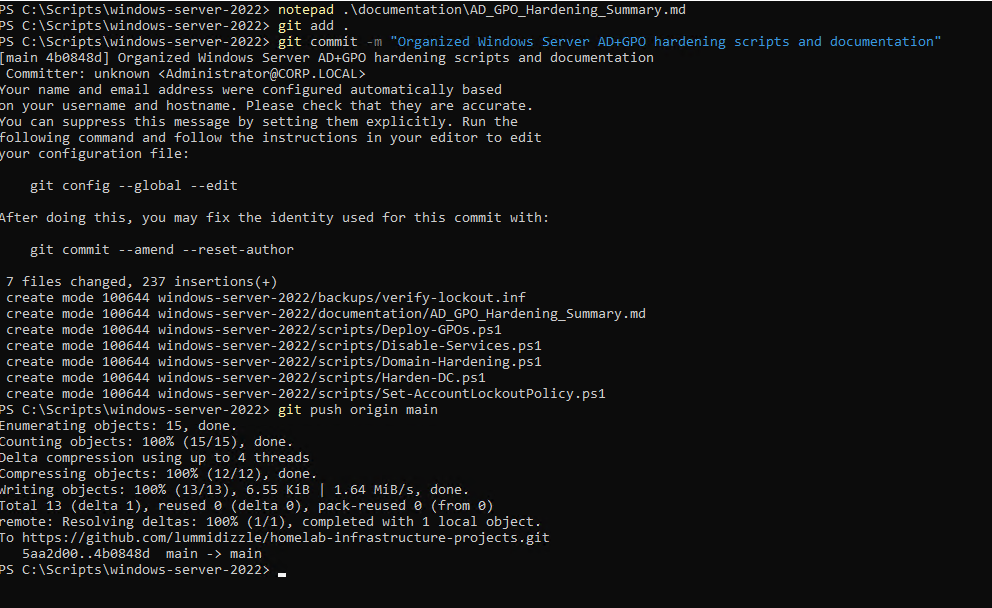 PS C:\Scripts\windows-server-2022> notepad .\documentation\AD_GPO_Hardening_Summary.md
PS C:\Scripts\windows-server-2022> git add .
PS C:\Scripts\windows-server-2022> git commit -m "Organized Windows Server AD+GPO hardening scripts and documentation"
[main 4b0848d] Organized Windows Server AD+GPO hardening scripts and documentation
 Committer: unknown <Administrator@CORP.LOCAL>
Your name and email address were configured automatically based
on your username and hostname. Please check that they are accurate.
You can suppress this message by setting them explicitly. Run the
following command and follow the instructions in your editor to edit
your configuration file:

    git config --global --edit

After doing this, you may fix the identity used for this commit with:

    git commit --amend --reset-author

 7 files changed, 237 insertions(+)
 create mode 100644 windows-server-2022/backups/verify-lockout.inf
 create mode 100644 windows-server-2022/documentation/AD_GPO_Hardening_Summary.md
 create mode 100644 windows-server-2022/scripts/Deploy-GPOs.ps1
 create mode 100644 windows-server-2022/scripts/Disable-Services.ps1
 create mode 100644 windows-server-2022/scripts/Domain-Hardening.ps1
 create mode 100644 windows-server-2022/scripts/Harden-DC.ps1
 create mode 100644 windows-server-2022/scripts/Set-AccountLockoutPolicy.ps1
PS C:\Scripts\windows-server-2022> git push origin main
Enumerating objects: 15, done.
Counting objects: 100% (15/15), done.
Delta compression using up to 4 threads
Compressing objects: 100% (12/12), done.
Writing objects: 100% (13/13), 6.55 KiB | 1.64 MiB/s, done.
Total 13 (delta 1), reused 0 (delta 0), pack-reused 0 (from 0)
remote: Resolving deltas: 100% (1/1), completed with 1 local object.
To https://github.com/lummidizzle/homelab-infrastructure-projects.git
   5aa2d00..4b0848d  main -> main
PS C:\Scripts\windows-server-2022>